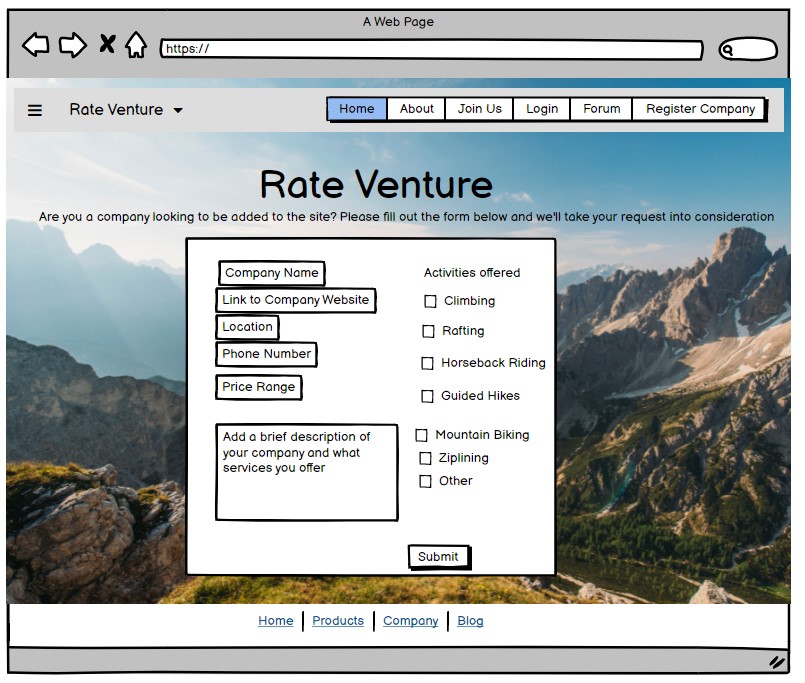 A Web Page
https://
Rate Venture
Home About Join Us Login Forum Register Company
Rate Venture
Are you a company looking to be added to the site? Please fill out the form below and we'll take your request into consideration
Company Name
Link to Company Website
Location
Phone Number
Price Range
Add a brief description of
your company and what
services you offer
Activities offered
Climbing
Rafting
Horseback Riding
Guided Hikes
Mountain Biking
Ziplining
Other
Submit
Home Products Company Blog